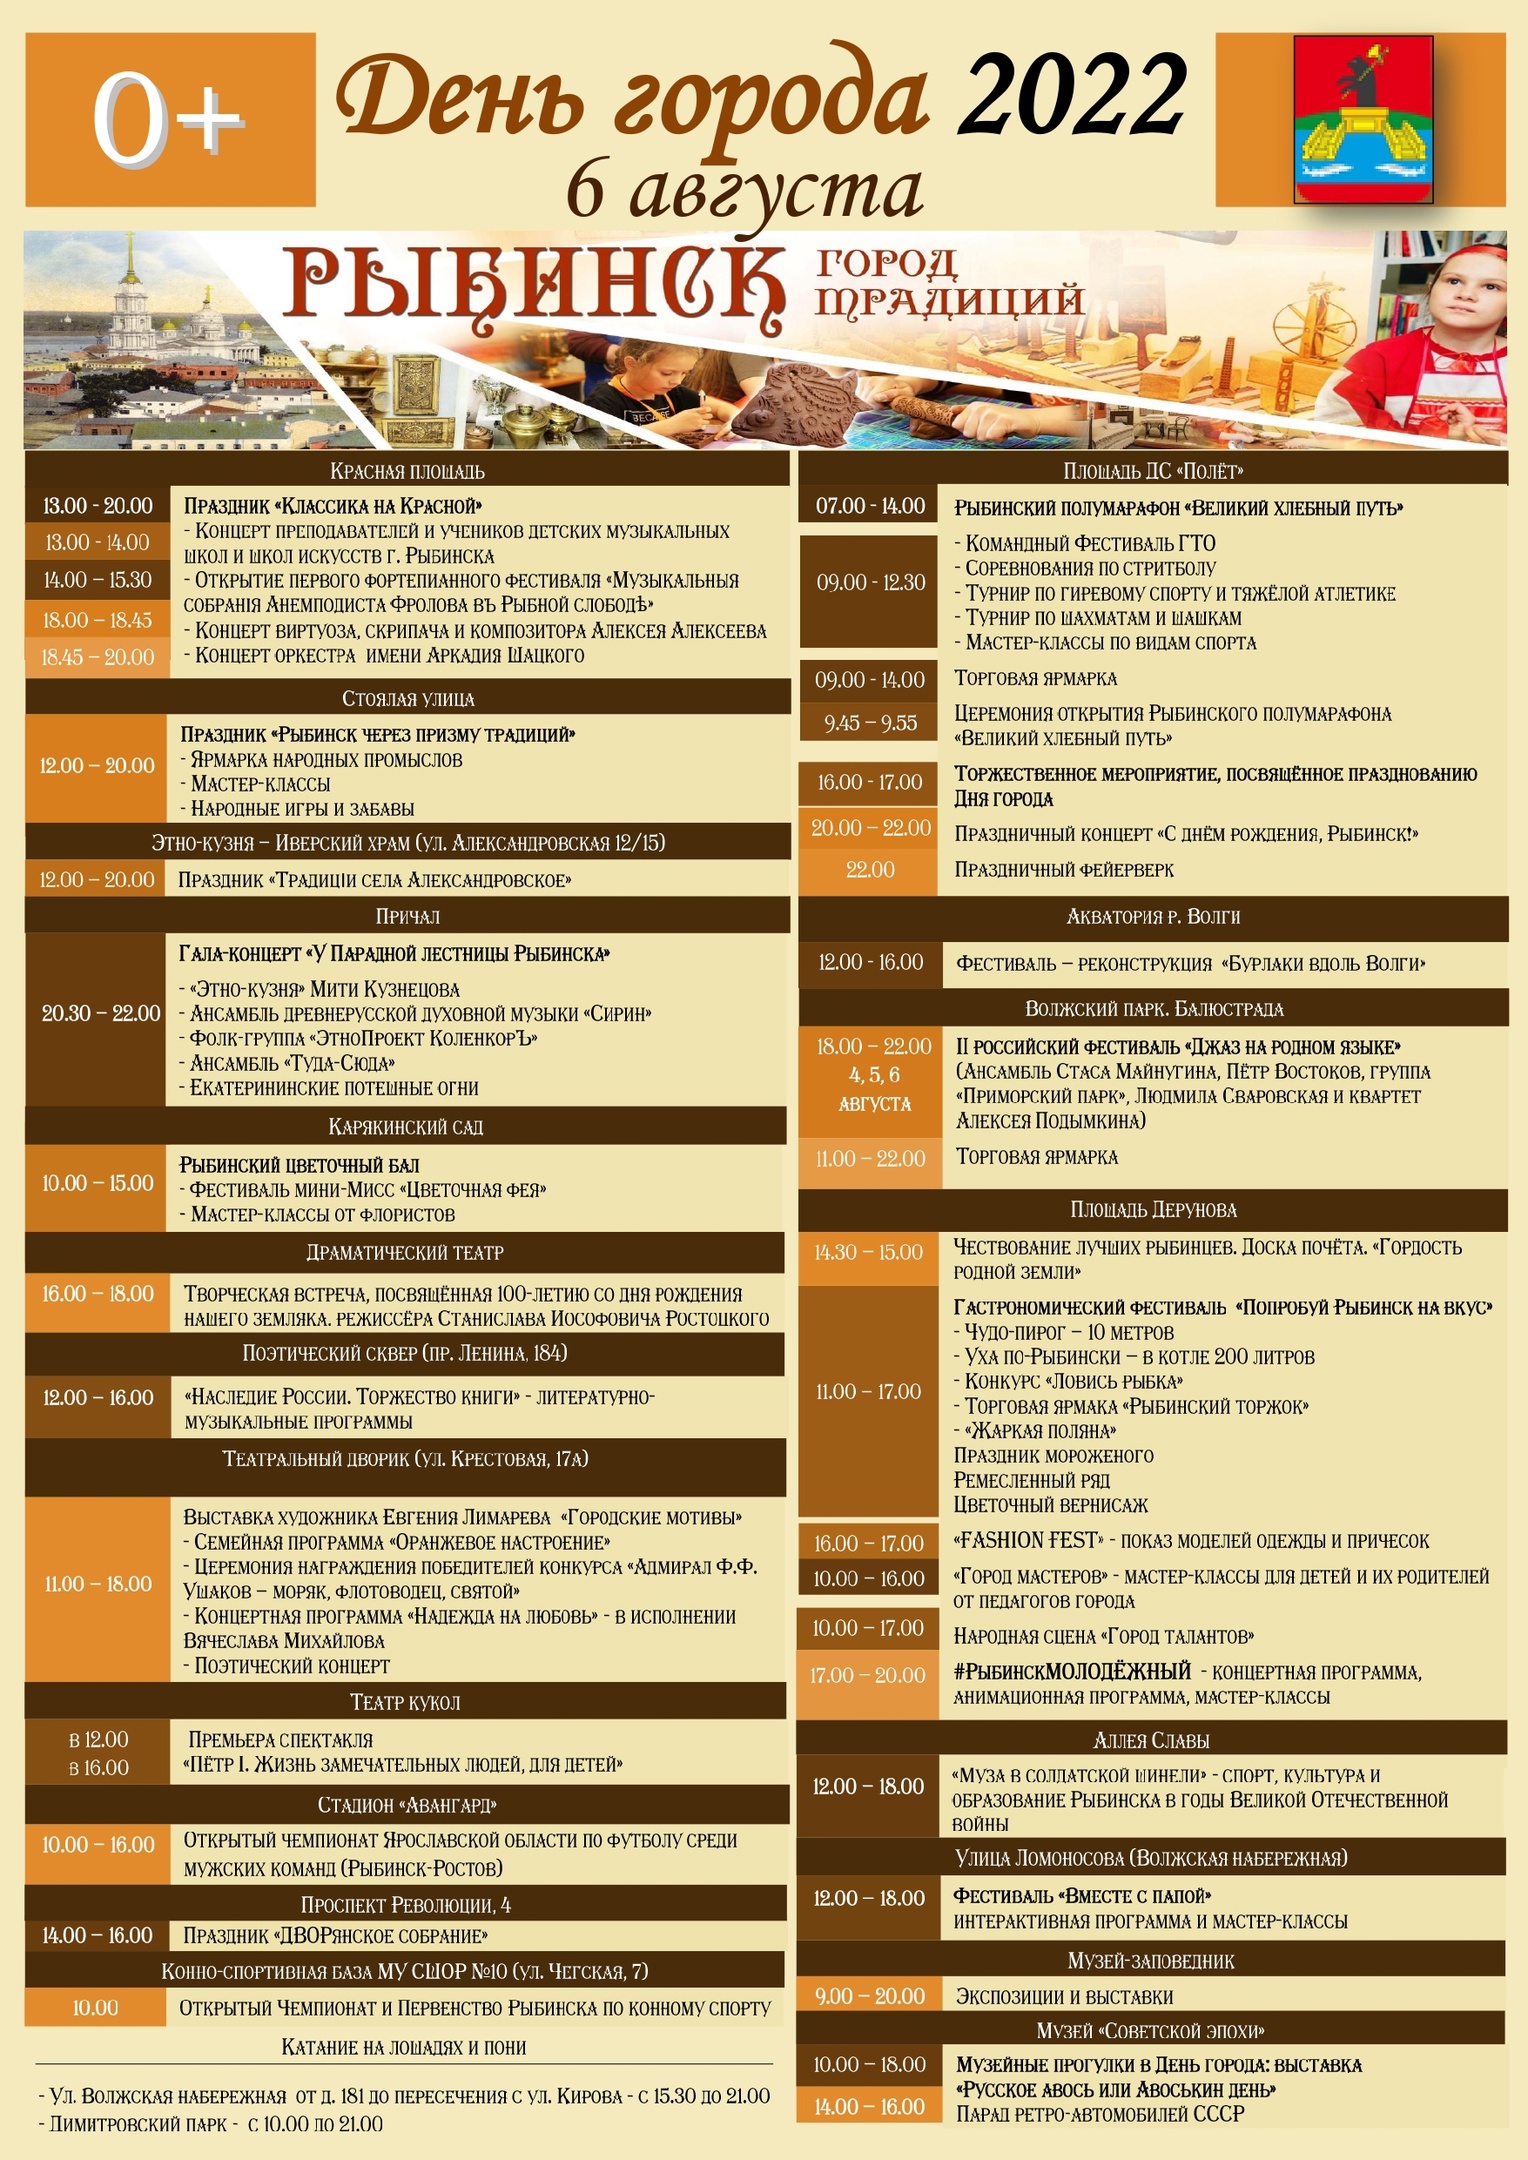 0+
День города 2022
6 августа
РЫБИНСК
ГОРОД
ТРАДИЦИЙ
Красная площадь
13.00 - 20.00
Праздник «Классика на Красной»
13.00 - 14.00
- Концерт преподавателей и учеников детских музыкальных
школ и школ искусств г. Рыбинска
14.00 – 15.30
- Открытие первого фортепианного фестиваля «Музыкальныя
собранія Анемподиста Фролова въ Рыбной слободѣ»
18.00 – 18.45
- Концерт виртуоза, скрипача и композитора Алексея Алексеева
18.45 – 20.00
- Концерт оркестра имени Аркадия Шацкого
Стоялая улица
12.00 – 20.00
Праздник «Рыбинск через призму традиций»
- Ярмарка народных промыслов
- Мастер-классы
- Народные игры и забавы
Этно-кузня – Иверский храм (ул. Александровская 12/15)
12.00 – 20.00
Праздник «Традиціи села Александровское»
Причал
20.30 – 22.00
Гала-концерт «У Парадной лестницы Рыбинска»
- «Этно-кузня» Мити Кузнецова
- Ансамбль древнерусской духовной музыки «Сирин»
- Фолк-группа «ЭтноПроект КоленкорЪ»
- Ансамбль «Туда-Сюда»
- Екатерининские потешные огни
Карякинский сад
10.00 – 15.00
Рыбинский цветочный бал
- Фестиваль мини-Мисс «Цветочная фея»
- Мастер-классы от флористов
Драматический театр
16.00 – 18.00
Творческая встреча, посвящённая 100-летию со дня рождения
нашего земляка, режиссёра Станислава Иософовича Ростоцкого
Поэтический сквер (пр. Ленина, 184)
12.00 – 16.00
«Наследие России. Торжество книги» - литературно-
музыкальные программы
Театральный дворик (ул. Крестовая, 17а)
11.00 – 18.00
Выставка художника Евгения Лимарева «Городские мотивы»
- Семейная программа «Оранжевое настроение»
- Церемония награждения победителей конкурса «Адмирал Ф.Ф.
Ушаков – моряк, флотоводец, святой»
- Концертная программа «Надежда на любовь» - в исполнении
Вячеслава Михайлова
- Поэтический концерт
Театр кукол
в 12.00
в 16.00
Премьера спектакля
«Пётр I. Жизнь замечательных людей, для детей»
Стадион «Авангард»
10.00 – 16.00
Открытый чемпионат Ярославской области по футболу среди
мужских команд (Рыбинск-Ростов)
Проспект Революции, 4
14.00 – 16.00
Праздник «ДВОРянское собрание»
Конно-спортивная база МУ СШОР №10 (ул. Чегская, 7)
10.00
Открытый Чемпионат и Первенство Рыбинска по конному спорту
Катание на лошадях и пони
- Ул. Волжская набережная от д. 181 до пересечения с ул. Кирова - с 15.30 до 21.00
- Димитровский парк - с 10.00 до 21.00
Площадь ДС «Полёт»
07.00 - 14.00
Рыбинский полумарафон «Великий хлебный путь»
09.00 - 12.30
- Командный Фестиваль ГТО
- Соревнования по стритболу
- Турнир по гиревому спорту и тяжёлой атлетике
- Турнир по шахматам и шашкам
- Мастер-классы по видам спорта
09.00 - 14.00
Торговая ярмарка
9.45 – 9.55
Церемония открытия Рыбинского полумарафона
«Великий хлебный путь»
16.00 - 17.00
Торжественное мероприятие, посвящённое празднованию
Дня города
20.00 – 22.00
Праздничный концерт «С днём рождения, Рыбинск!»
22.00
Праздничный фейерверк
Акватория р. Волги
12.00 - 16.00
Фестиваль – реконструкция «Бурлаки вдоль Волги»
Волжский парк. Балюстрада
18.00 – 22.00
4, 5, 6
августа
II российский фестиваль «Джаз на родном языке»
(Ансамбль Стаса Майнугина, Пётр Востоков, группа
«Приморский парк», Людмила Сваровская и квартет
Алексея Подымкина)
11.00 – 22.00
Торговая ярмарка
Площадь Дерунова
14.30 – 15.00
Чествование лучших рыбинцев. Доска почёта. «Гордость
родной земли»
11.00 – 17.00
Гастрономический фестиваль «Попробуй Рыбинск на вкус»
- Чудо-пирог – 10 метров
- Уха по-Рыбински – в котле 200 литров
- Конкурс «Ловись рыбка»
- Торговая ярмака «Рыбинский торжок»
- «Жаркая поляна»
Праздник мороженого
Ремесленный ряд
Цветочный вернисаж
16.00 – 17.00
«FASHION FEST» - показ моделей одежды и причесок
10.00 – 16.00
«Город мастеров» - мастер-классы для детей и их родителей
от педагогов города
10.00 – 17.00
Народная сцена «Город талантов»
17.00 – 20.00
#РыбинскМОЛОДЁЖНЫЙ - концертная программа,
анимационная программа, мастер-классы
Аллея Славы
12.00 – 18.00
«Муза в солдатской шинели» - спорт, культура и
образование Рыбинска в годы Великой Отечественной
войны
Улица Ломоносова (Волжская набережная)
12.00 – 18.00
Фестиваль «Вместе с папой»
интерактивная программа и мастер-классы
Музей-заповедник
9.00 – 20.00
Экспозиции и выставки
Музей «Советской эпохи»
10.00 – 18.00
Музейные прогулки в День города: выставка
«Русское авось или Авоськин день»
14.00 – 16.00
Парад ретро-автомобилей СССР